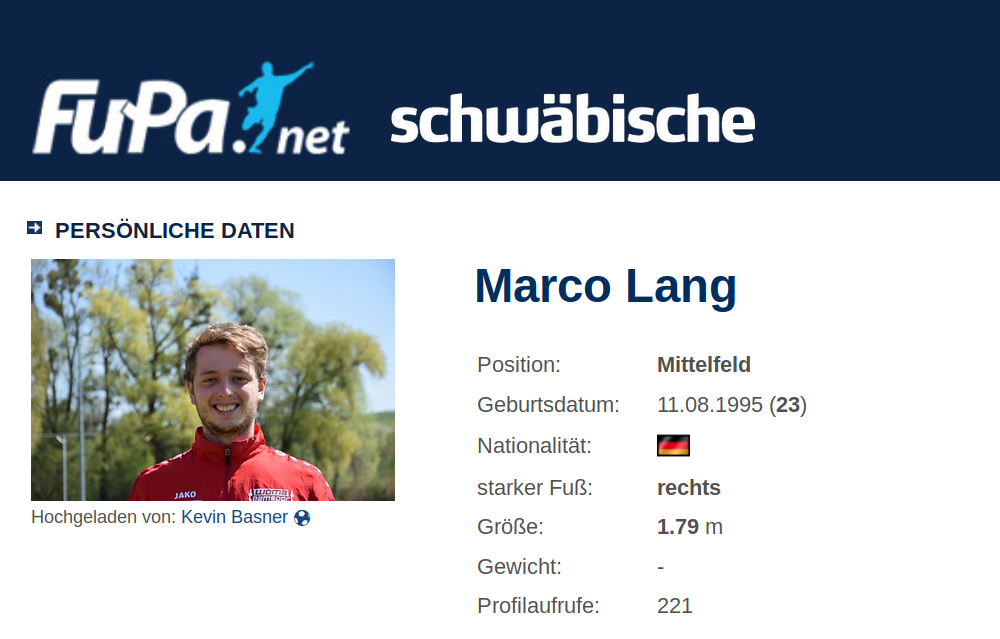 FuPa.net
schwäbische
PERSÖNLICHE DATEN
Marco Lang
Position: Mittelfeld
Geburtsdatum: 11.08.1995 (23)
Nationalität:
starker Fuß: rechts
Größe: 1.79 m
Gewicht: -
Profilaufrufe: 221
JAKO
Hochgeladen von: Kevin Basner